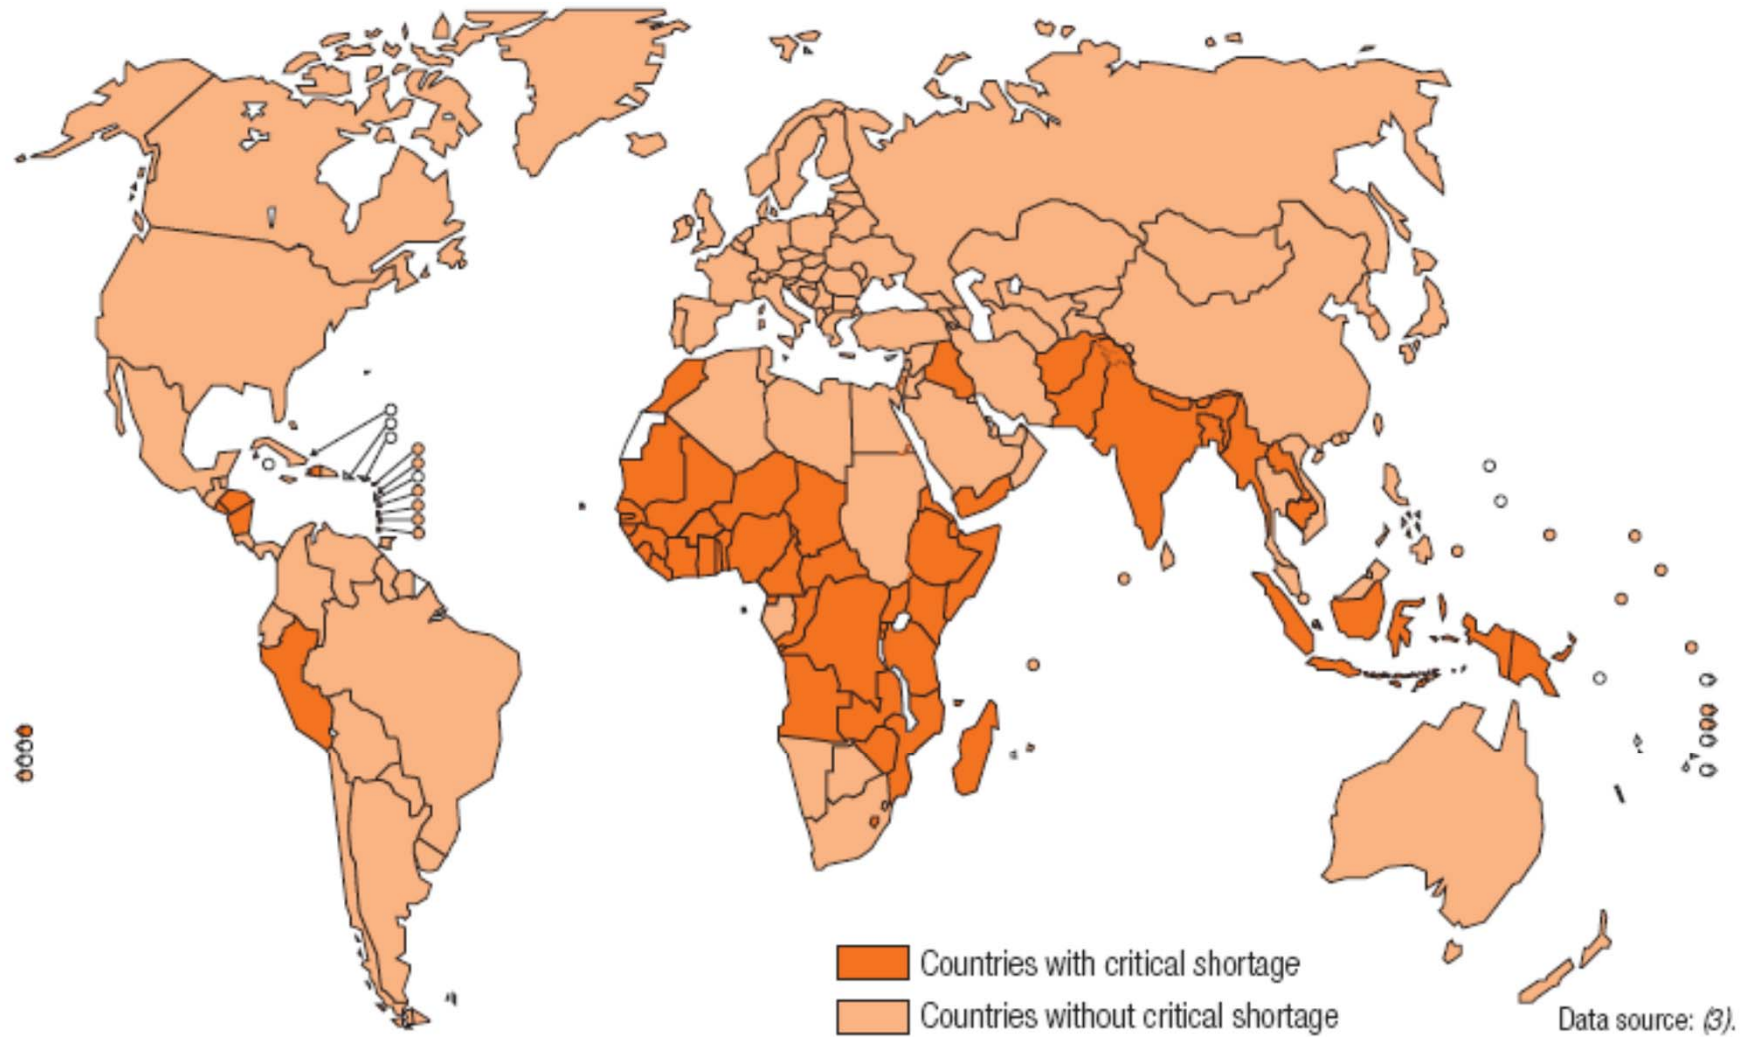 Countries with critical shortage
Countries without critical shortage
Data source: (3).